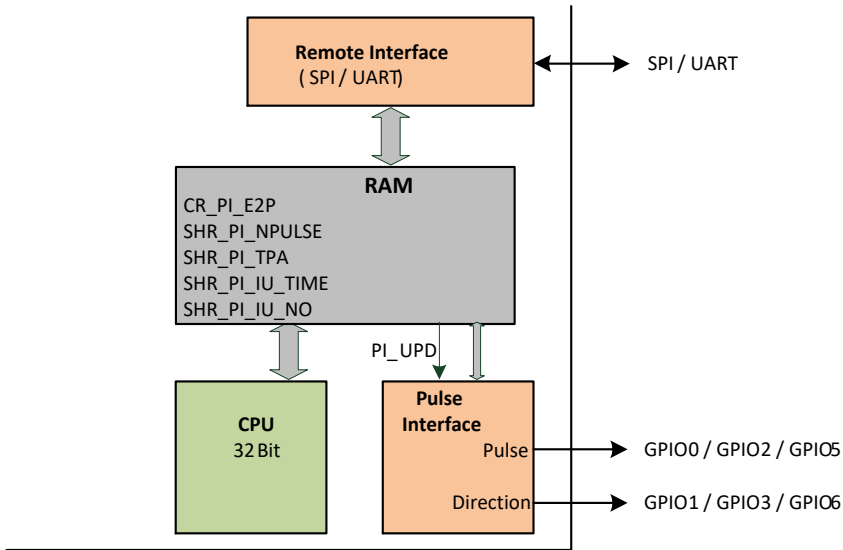 Remote Interface
( SPI / UART)
SPI / UART
RAM
CR_PI_E2P
SHR_PI_NPULSE
SHR_PI_TPA
SHR_PI_IU_TIME
SHR_PI_IU_NO
PI_UPD
CPU
32 Bit
Pulse
Interface
Pulse
GPIO0 / GPIO2 / GPIO5
Direction
GPIO1 / GPIO3 / GPIO6